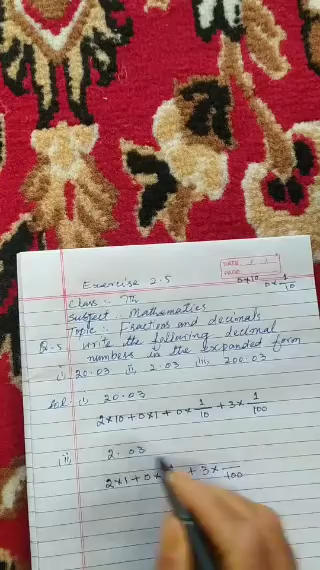 DATE / /
PAGE
0×10
0×1/10
Exercise 2.5
Class :- 7th
Subject :- Mathematics
Topic :- Fractions and decimals
Q.5 Write the following decimal
numbers in the expanded form
i) 20.03 ii) 2.03 iii) 200.03
Sol. i) 20.03
2×10 + 0×1 + 0×1/10 + 3×1/100
ii) 2.03
2×1 + 0× + 3× /100